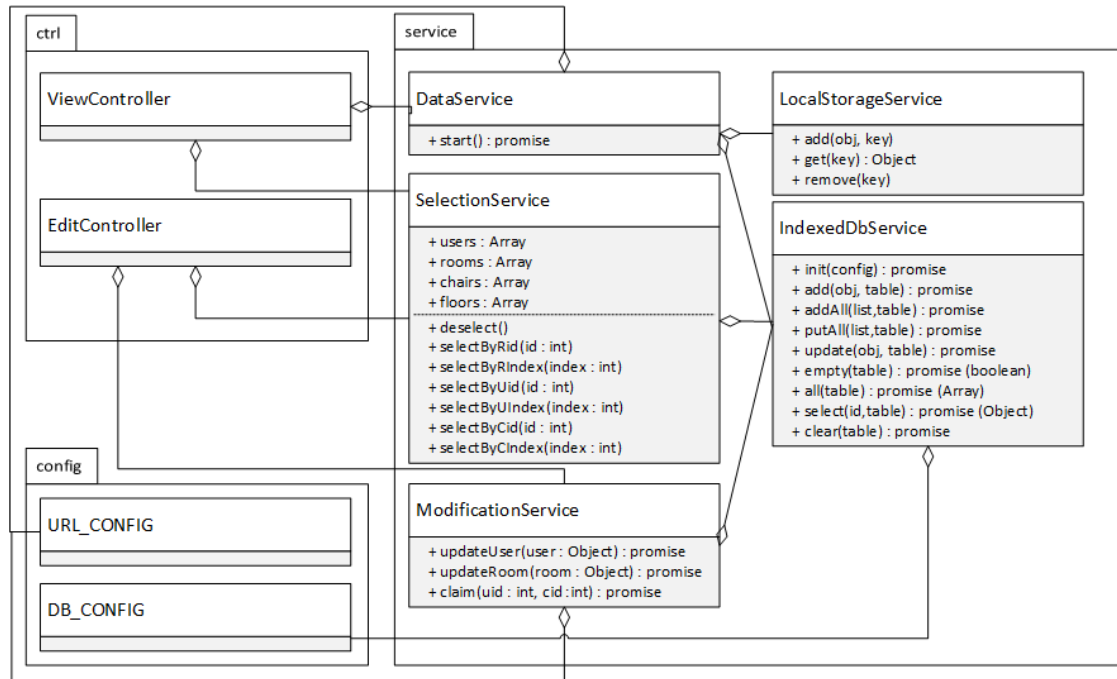 ctrl
ViewController
EditController
config
URL_CONFIG
DB_CONFIG
service
DataService
+ start() : promise
SelectionService
+ users : Array
+ rooms : Array
+ chairs : Array
+ floors : Array
+ deselect()
+ selectByRid(id : int)
+ selectByRIndex(index : int)
+ selectByUid(id : int)
+ selectByUIndex(index : int)
+ selectByCid(id : int)
+ selectByCIndex(index : int)
ModificationService
+ updateUser(user : Object) : promise
+ updateRoom(room : Object) : promise
+ claim(uid : int, cid :int) : promise
LocalStorageService
+ add(obj, key)
+ get(key) : Object
+ remove(key)
IndexedDbService
+ init(config) : promise
+ add(obj, table) : promise
+ addAll(list,table) : promise
+ putAll(list,table) : promise
+ update(obj, table) : promise
+ empty(table) : promise (boolean)
+ all(table) : promise (Array)
+ select(id,table) : promise (Object)
+ clear(table) : promise